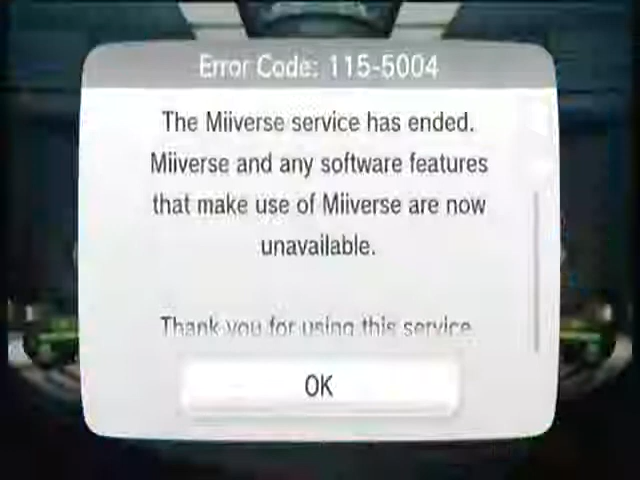 Error Code: 115-5004
The Miiverse service has ended.
Miiverse and any software features
that make use of Miiverse are now
unavailable.
Thank you for using this service
OK